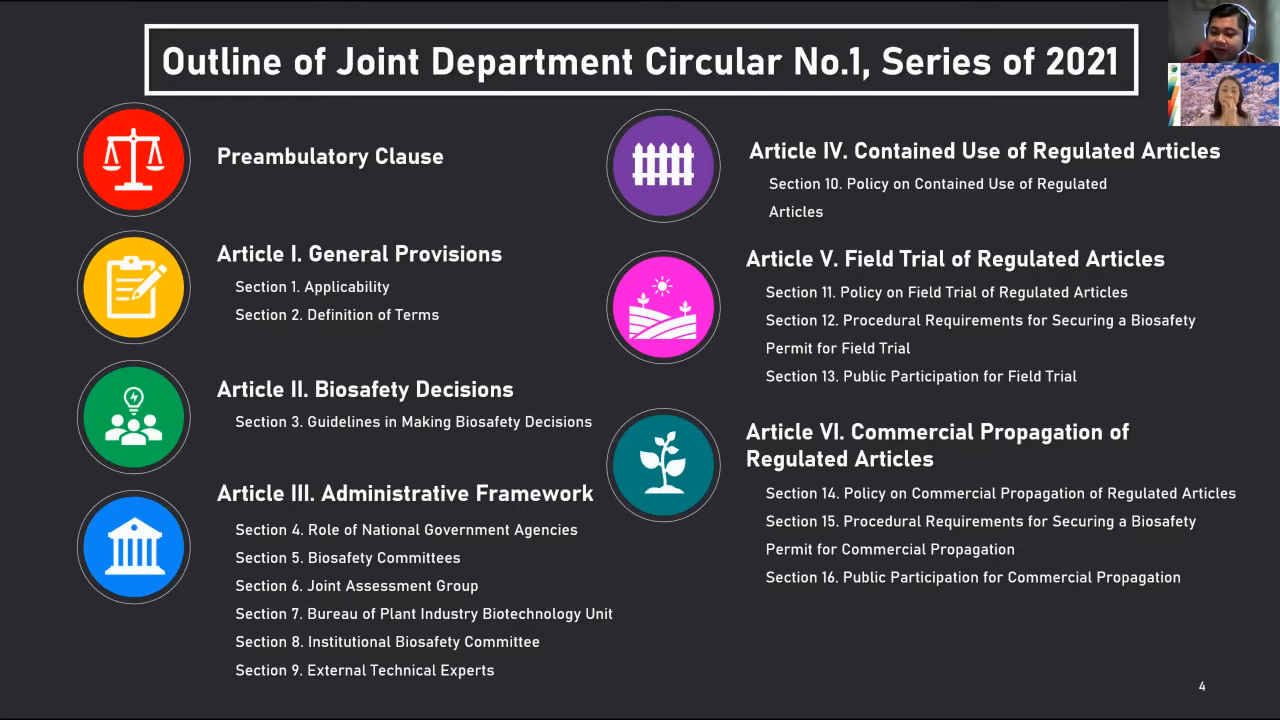 Outline of Joint Department Circular No.1, Series of 2021
Preambulatory Clause
Article I. General Provisions
Section 1. Applicability
Section 2. Definition of Terms
Article II. Biosafety Decisions
Section 3. Guidelines in Making Biosafety Decisions
Article III. Administrative Framework
Section 4. Role of National Government Agencies
Section 5. Biosafety Committees
Section 6. Joint Assessment Group
Section 7. Bureau of Plant Industry Biotechnology Unit
Section 8. Institutional Biosafety Committee
Section 9. External Technical Experts
Article IV. Contained Use of Regulated Articles
Section 10. Policy on Contained Use of Regulated
Articles
Article V. Field Trial of Regulated Articles
Section 11. Policy on Field Trial of Regulated Articles
Section 12. Procedural Requirements for Securing a Biosafety
Permit for Field Trial
Section 13. Public Participation for Field Trial
Article VI. Commercial Propagation of
Regulated Articles
Section 14. Policy on Commercial Propagation of Regulated Articles
Section 15. Procedural Requirements for Securing a Biosafety
Permit for Commercial Propagation
Section 16. Public Participation for Commercial Propagation
4